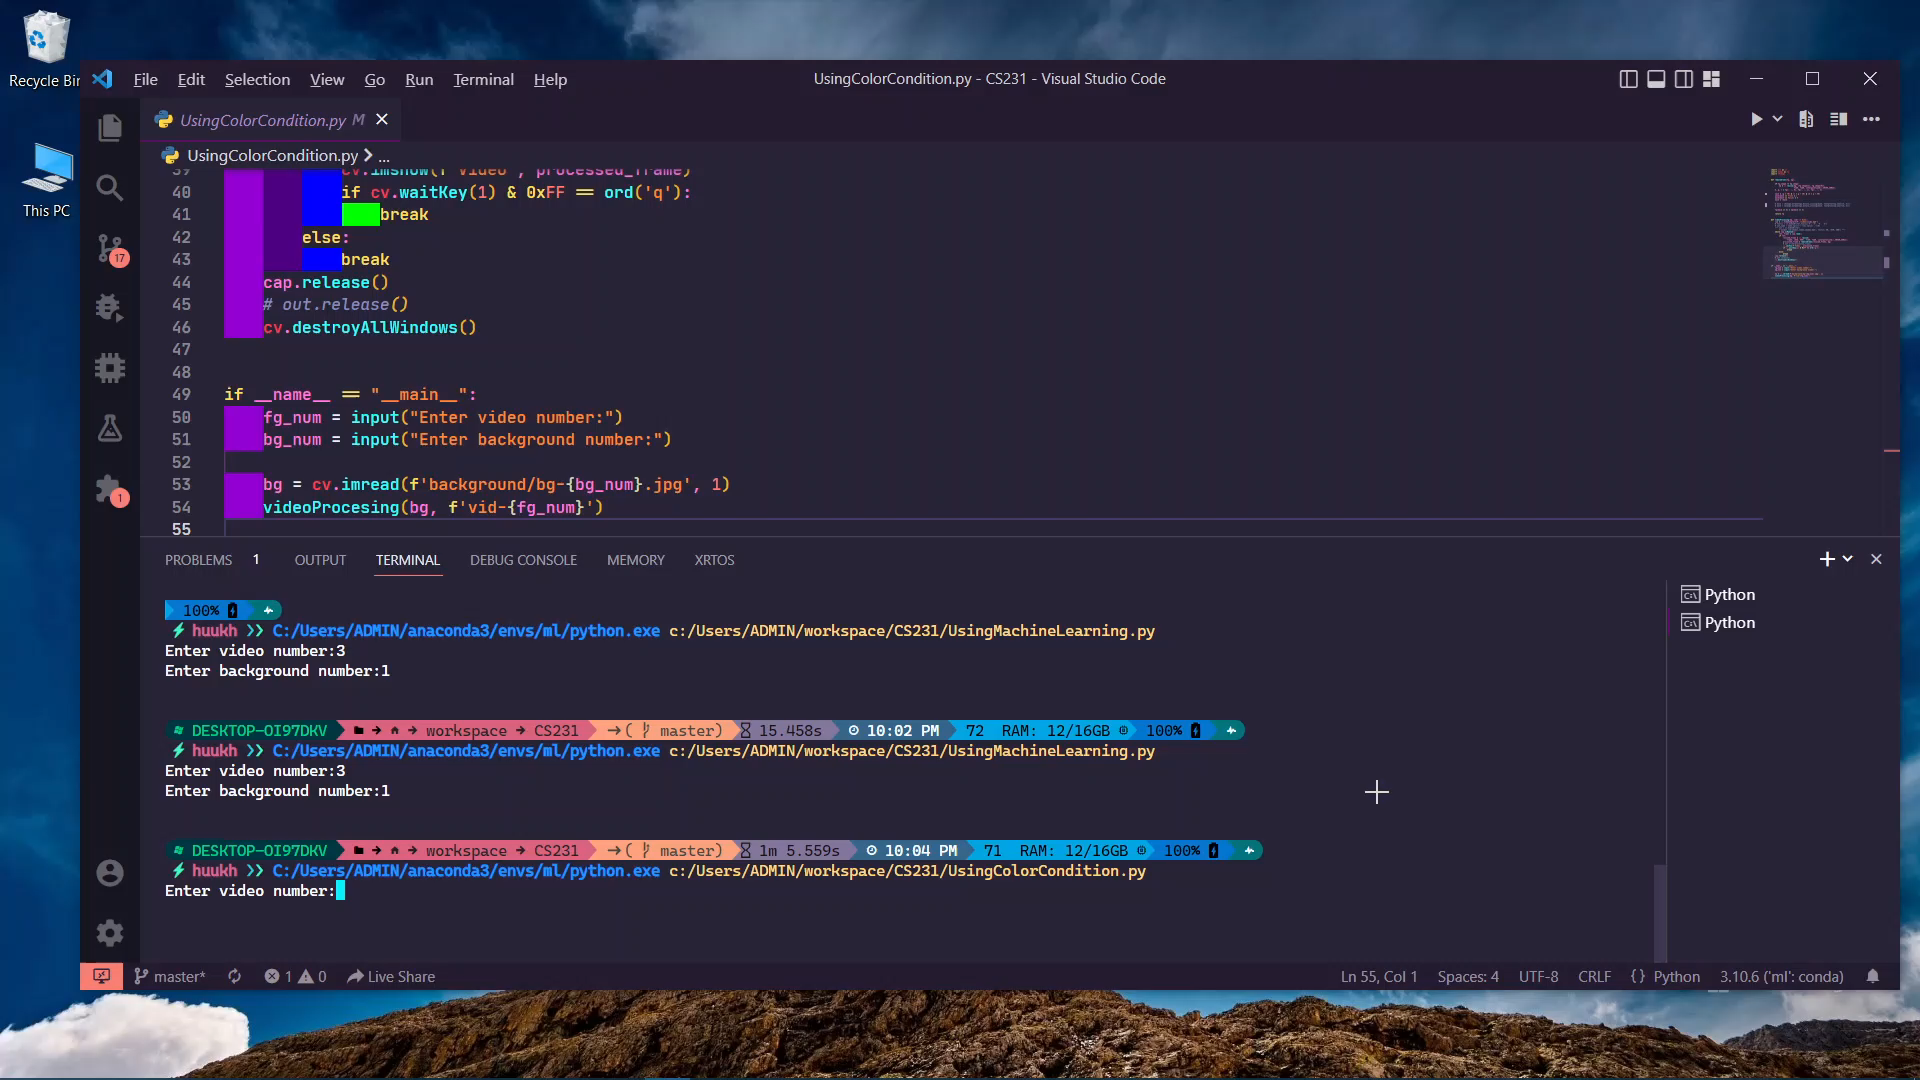 Recycle Bin
This PC
File Edit Selection View Go Run Terminal Help
UsingColorCondition.py - CS231 - Visual Studio Code
UsingColorCondition.py M
UsingColorCondition.py > ...
17
1
39 cv.imshow(f'Video', processed_frame)
40 if cv.waitKey(1) & 0xFF == ord('q'):
41 break
42 else:
43 break
44 cap.release()
45 # out.release()
46 cv.destroyAllWindows()
47
48
49 if __name__ == "__main__":
50 fg_num = input("Enter video number:")
51 bg_num = input("Enter background number:")
52
53 bg = cv.imread(f'background/bg-{bg_num}.jpg', 1)
54 videoProcesing(bg, f'vid-{fg_num}')
55
PROBLEMS 1 OUTPUT TERMINAL DEBUG CONSOLE MEMORY XRTOS
Python
Python
100%
huukh ❯❯ C:/Users/ADMIN/anaconda3/envs/ml/python.exe c:/Users/ADMIN/workspace/CS231/UsingMachineLearning.py
Enter video number:3
Enter background number:1
DESKTOP-OI97DKV → → workspace → CS231 →( master) 15.458s 10:02 PM 72 RAM: 12/16GB 100%
huukh ❯❯ C:/Users/ADMIN/anaconda3/envs/ml/python.exe c:/Users/ADMIN/workspace/CS231/UsingMachineLearning.py
Enter video number:3
Enter background number:1
DESKTOP-OI97DKV → → workspace → CS231 →( master) 1m 5.559s 10:04 PM 71 RAM: 12/16GB 100%
huukh ❯❯ C:/Users/ADMIN/anaconda3/envs/ml/python.exe c:/Users/ADMIN/workspace/CS231/UsingColorCondition.py
Enter video number:
master* 1 0 Live Share
Ln 55, Col 1 Spaces: 4 UTF-8 CRLF {} Python 3.10.6 ('ml': conda)